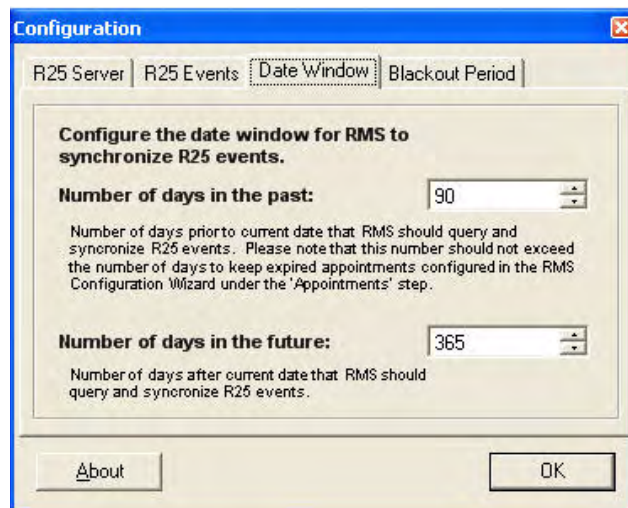 Configuration
R25 Server R25 Events Date Window Blackout Period
Configure the date window for RMS to
synchronize R25 events.
Number of days in the past: 90
Number of days prior to current date that RMS should query and
syncronize R25 events. Please note that this number should not exceed
the number of days to keep expired appointments configured in the RMS
Configuration Wizard under the 'Appointments' step.
Number of days in the future: 365
Number of days after current date that RMS should
query and syncronize R25 events.
About OK